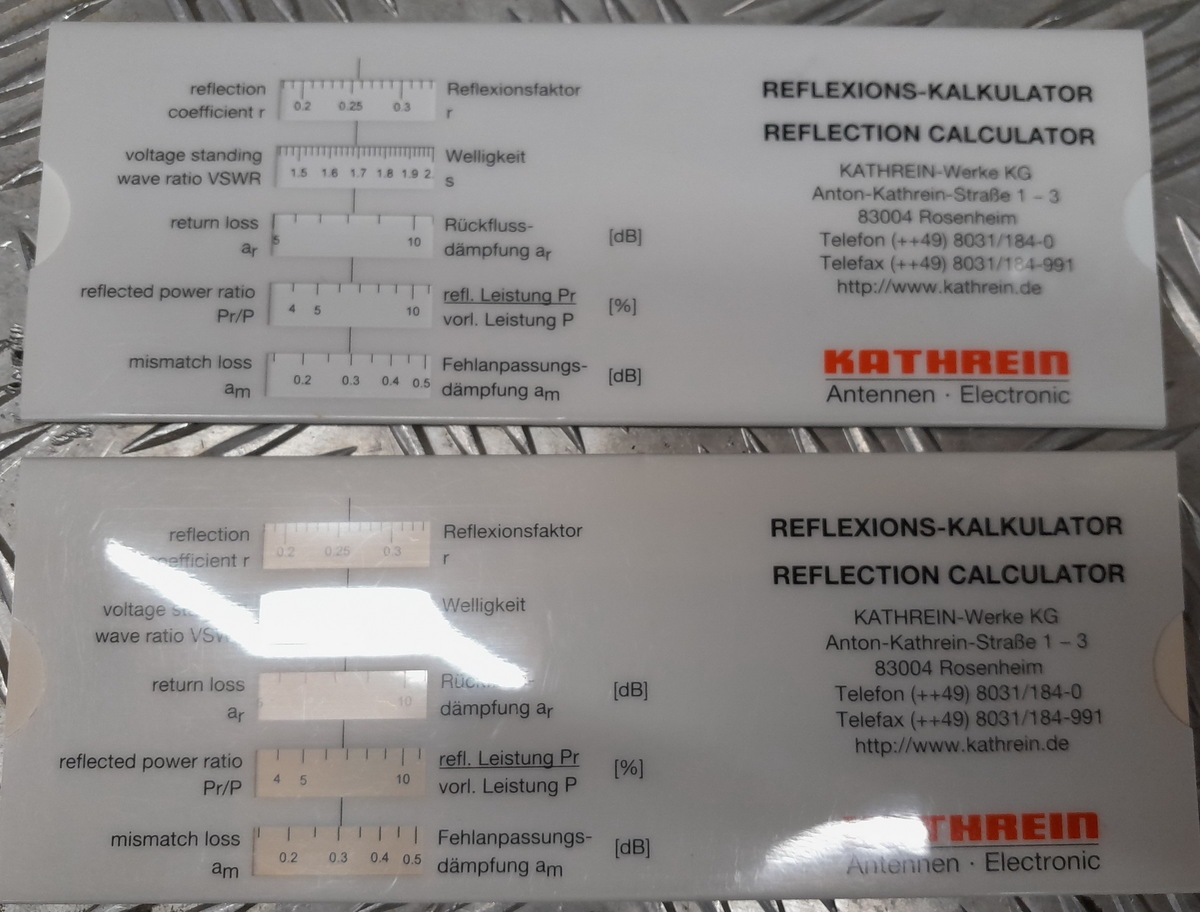 reflection
coefficient r
0.2 0.25 0.3
Reflexionsfaktor
r
voltage standing
wave ratio VSWR
1.5 1.6 1.7 1.8 1.9 2.
Welligkeit
s
return loss
ar
5 10
Rückfluss-
dämpfung ar
[dB]
reflected power ratio
Pr/P
4 5 10
refl. Leistung Pr
vorl. Leistung P
[%]
mismatch loss
am
0.2 0.3 0.4 0.5
Fehlanpassungs-
dämpfung am
[dB]
REFLEXIONS-KALKULATOR
REFLECTION CALCULATOR
KATHREIN-Werke KG
Anton-Kathrein-Straße 1 – 3
83004 Rosenheim
Telefon (++49) 8031/184-0
Telefax (++49) 8031/184-991
http://www.kathrein.de
KATHREIN
Antennen · Electronic
reflection
coefficient r
0.2 0.25 0.3
Reflexionsfaktor
r
voltage
wave ratio
Welligkeit
return loss
ar
10
dämpfung ar
[dB]
reflected power ratio
Pr/P
4 5 10
refl. Leistung Pr
vorl. Leistung P
[%]
mismatch loss
am
0.2 0.3 0.4 0.5
Fehlanpassungs-
dämpfung am
[dB]
REFLEXIONS-KALKULATOR
REFLECTION CALCULATOR
KATHREIN-Werke KG
Anton-Kathrein-Straße 1 – 3
83004 Rosenheim
Telefon (++49) 8031/184-0
Telefax (++49) 8031/184-991
http://www.kathrein.de
KATHREIN
Antennen · Electronic